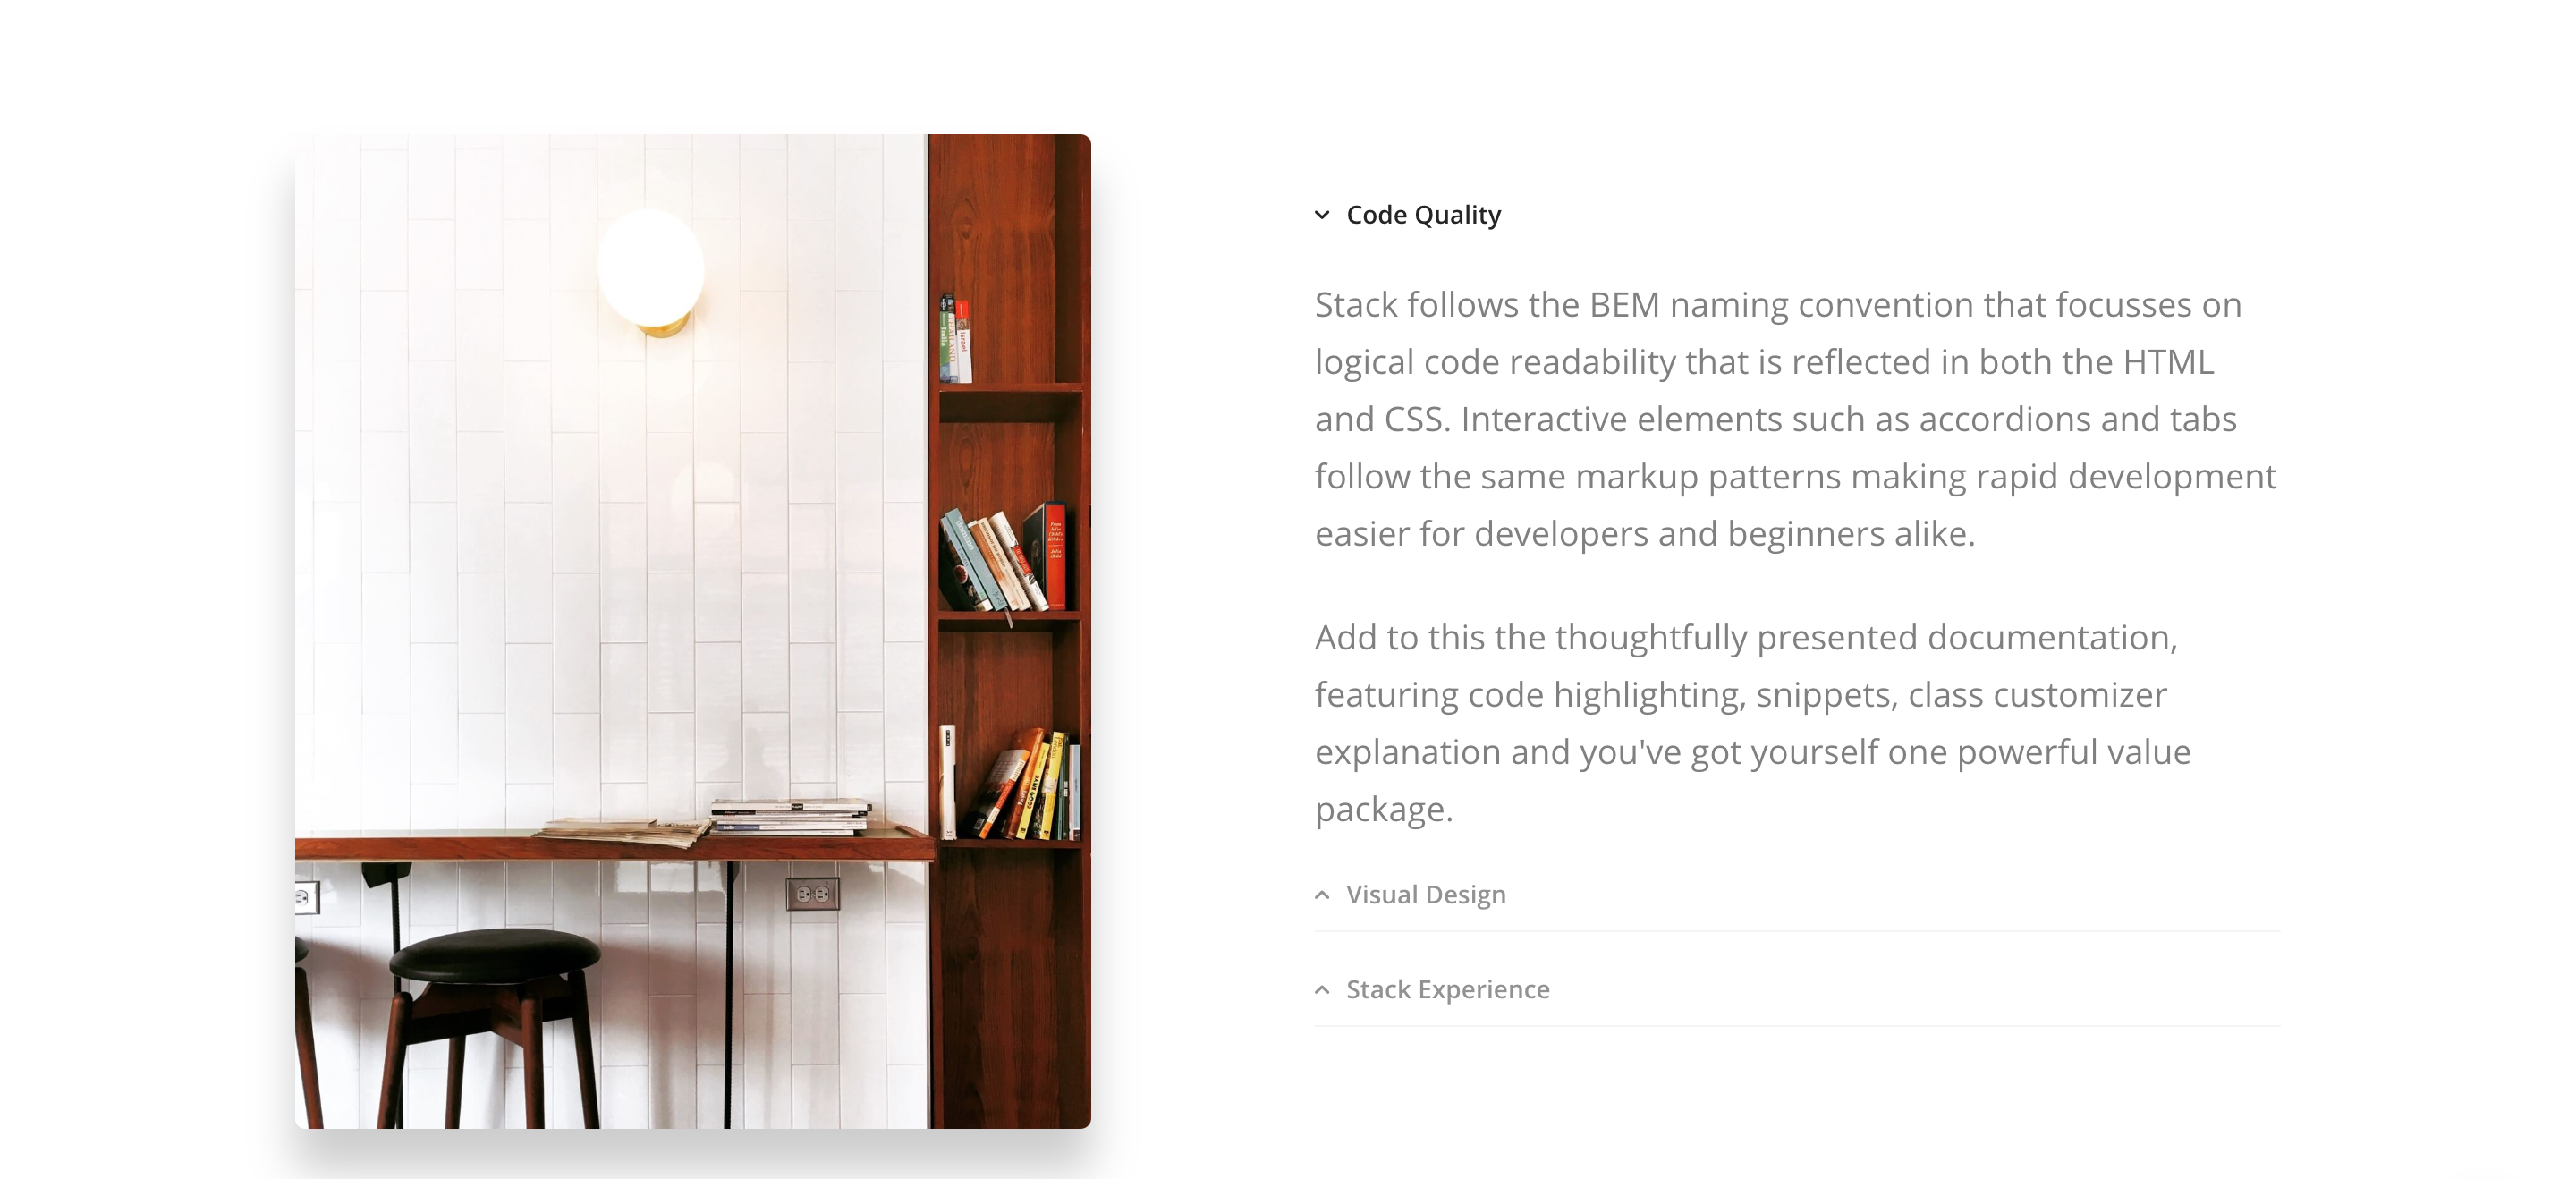 Code Quality
Stack follows the BEM naming convention that focusses on
logical code readability that is reflected in both the HTML
and CSS. Interactive elements such as accordions and tabs
follow the same markup patterns making rapid development
easier for developers and beginners alike.
Add to this the thoughtfully presented documentation,
featuring code highlighting, snippets, class customizer
explanation and you've got yourself one powerful value
package.
Visual Design
Stack Experience